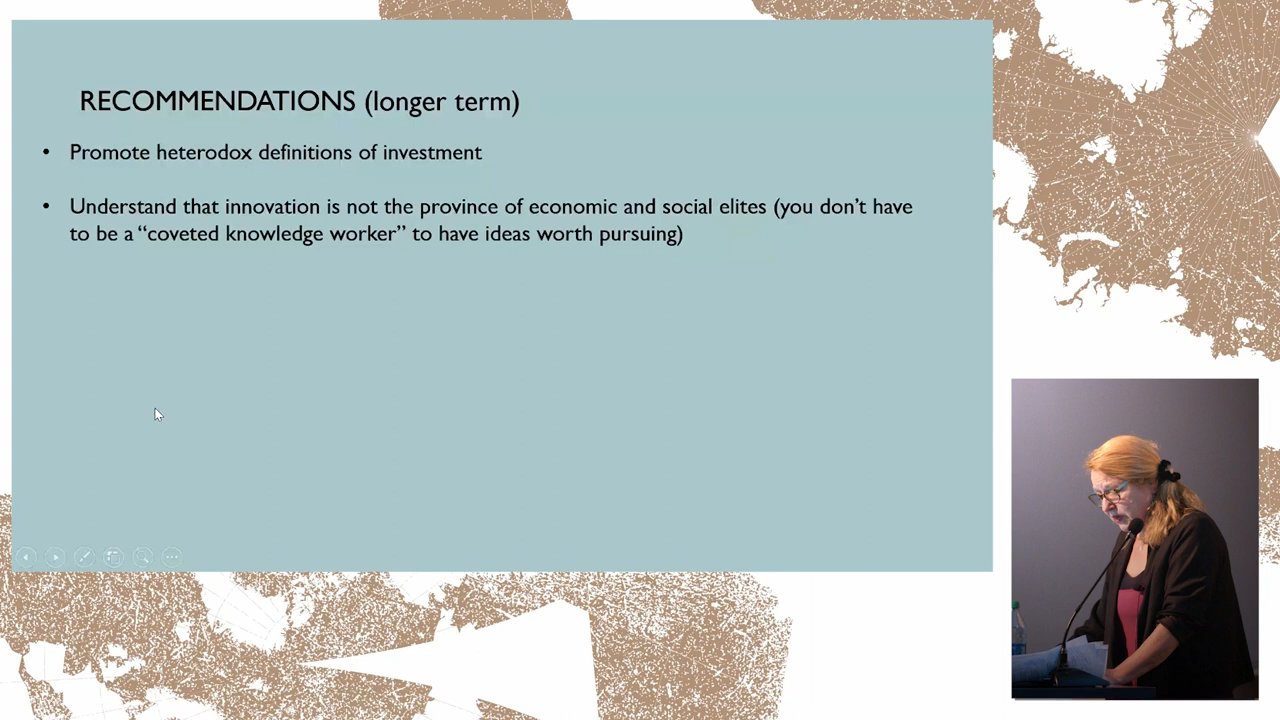 RECOMMENDATIONS (longer term)
• Promote heterodox definitions of investment
• Understand that innovation is not the province of economic and social elites (you don’t have
to be a “coveted knowledge worker” to have ideas worth pursuing)